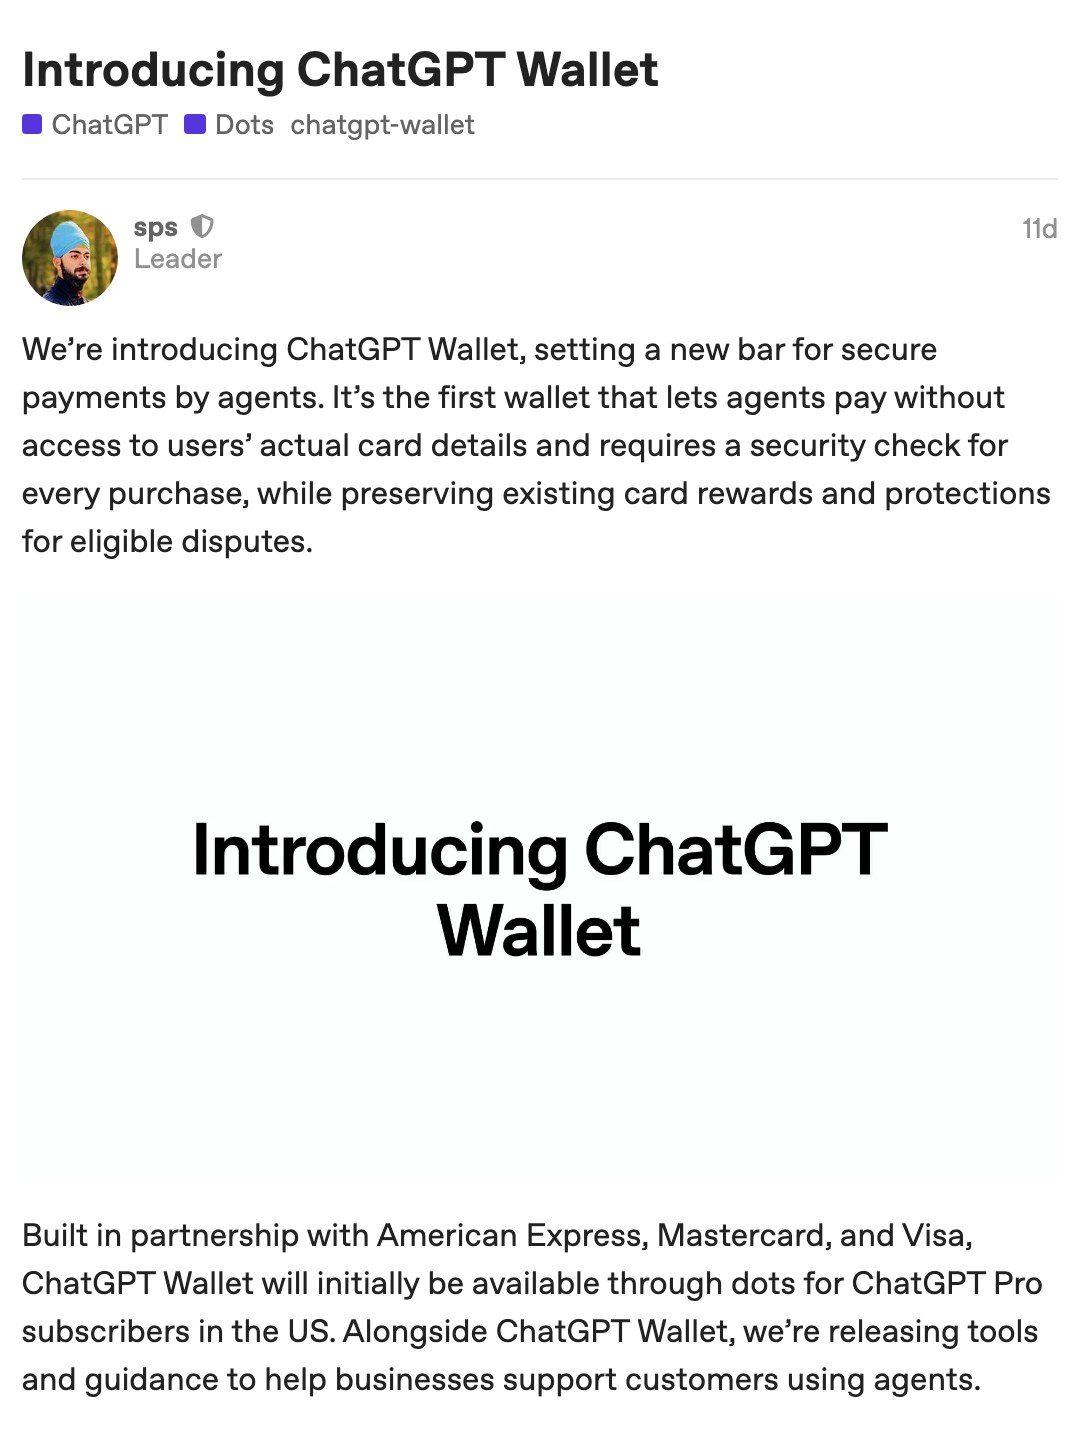 Introducing ChatGPT Wallet
ChatGPT Dots chatgpt-wallet
sps 11d
Leader
We’re introducing ChatGPT Wallet, setting a new bar for secure
payments by agents. It’s the first wallet that lets agents pay without
access to users’ actual card details and requires a security check for
every purchase, while preserving existing card rewards and protections
for eligible disputes.
Introducing ChatGPT
Wallet
Built in partnership with American Express, Mastercard, and Visa,
ChatGPT Wallet will initially be available through dots for ChatGPT Pro
subscribers in the US. Alongside ChatGPT Wallet, we’re releasing tools
and guidance to help businesses support customers using agents.